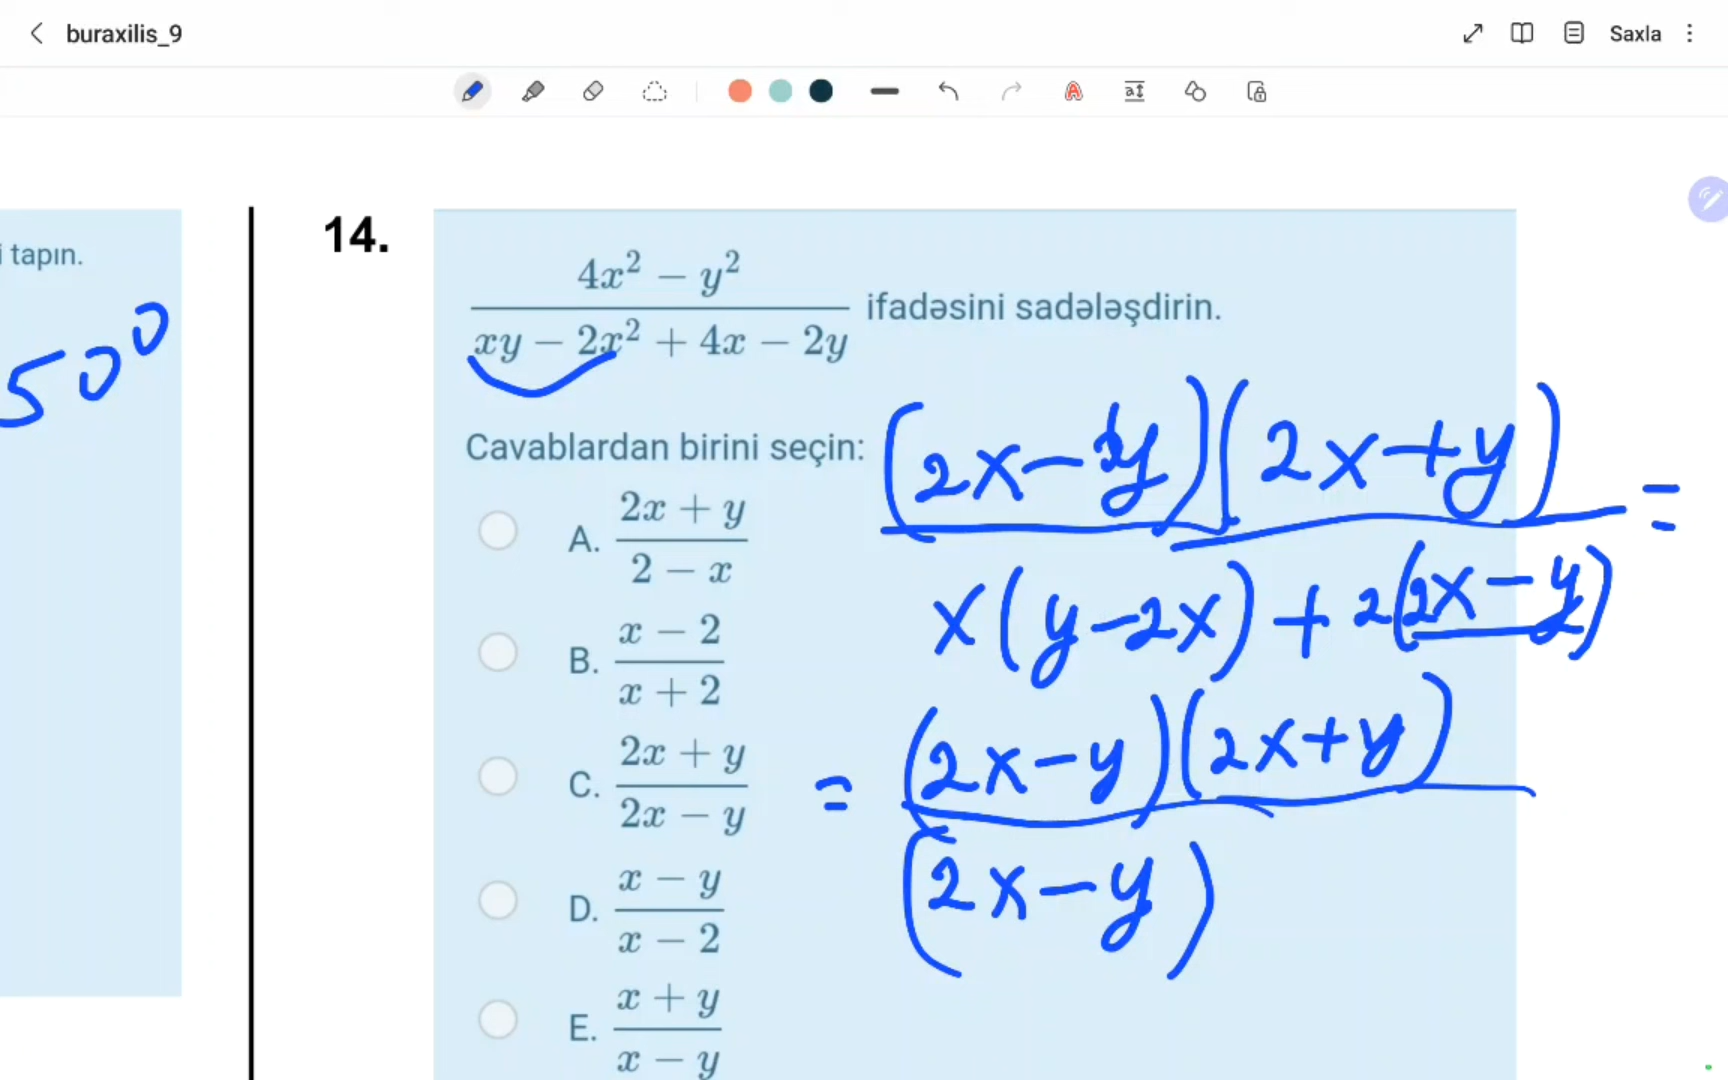 buraxilis_9
Saxla
i tapın.
50⁰
14.
(4x² − y²)/(xy − 2x² + 4x − 2y) ifadəsini sadələşdirin.
Cavablardan birini seçin:
A. (2x + y)/(2 − x)
B. (x − 2)/(x + 2)
C. (2x + y)/(2x − y)
D. (x − y)/(x − 2)
E. (x + y)/(x − y)
(2x−y)(2x+y)
x(y−2x)+2(2x−y)
=
= (2x−y)(2x+y)
(2x−y)